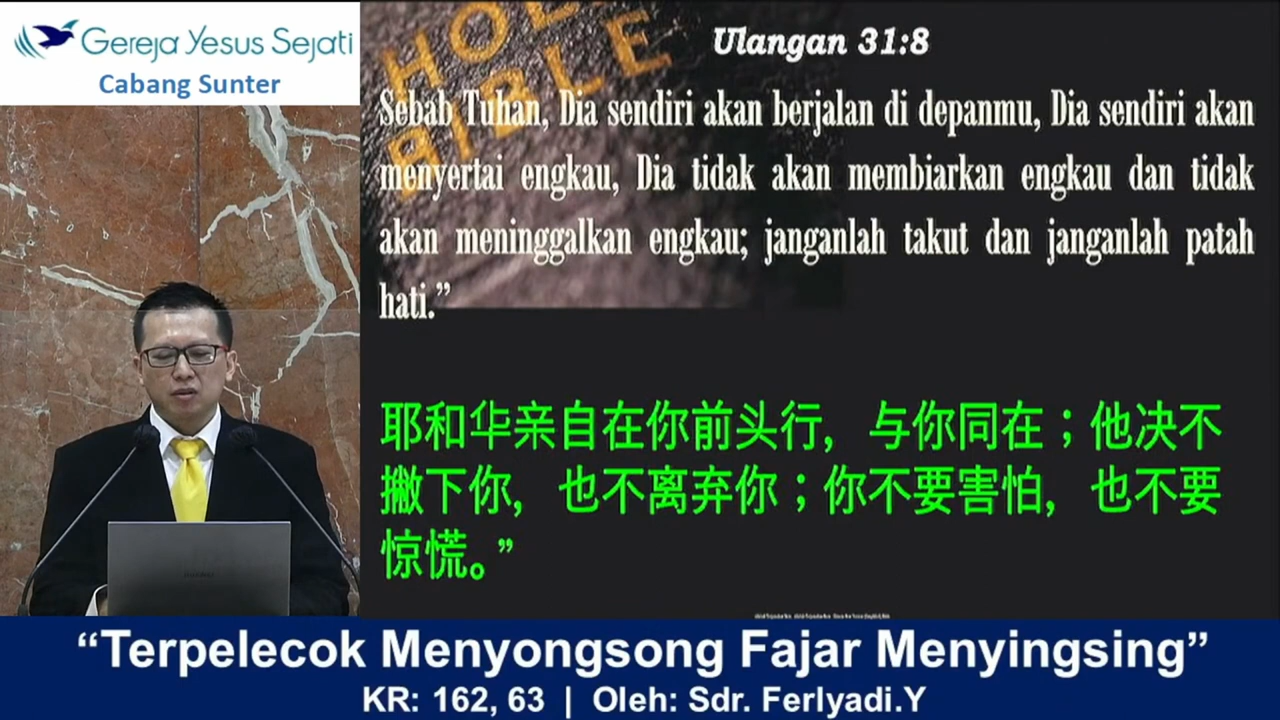 Gereja Yesus Sejati
Cabang Sunter
HOLY
BIBLE
Ulangan 31:8
Sebab Tuhan, Dia sendiri akan berjalan di depanmu, Dia sendiri akan
menyertai engkau, Dia tidak akan membiarkan engkau dan tidak
akan meninggalkan engkau; janganlah takut dan janganlah patah
hati.”
耶和华亲自在你前头行，与你同在；他决不
撇下你，也不离弃你；你不要害怕，也不要
惊慌。”
“Terpelecok Menyongsong Fajar Menyingsing”
KR: 162, 63 | Oleh: Sdr. Ferlyadi.Y